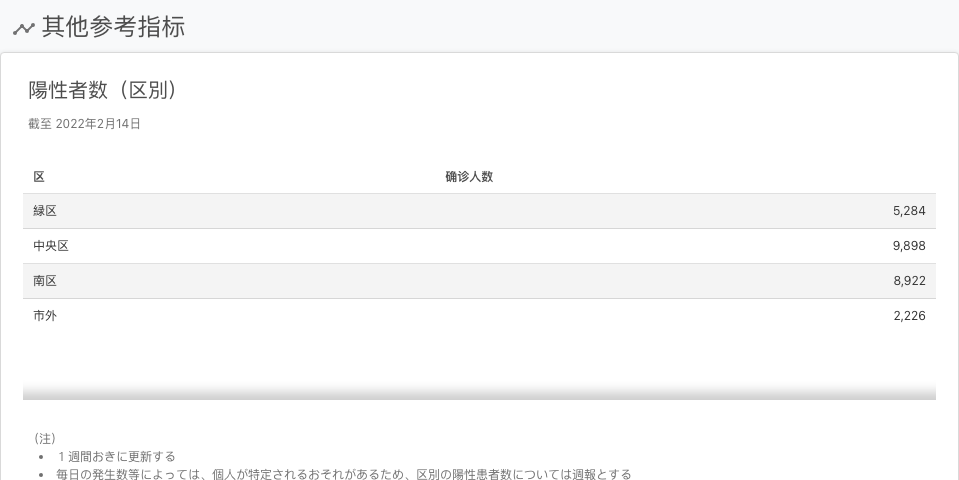 其他参考指标
陽性者数（区別）
截至 2022年2月14日
区 确诊人数
緑区 5,284
中央区 9,898
南区 8,922
市外 2,226
（注）
• １週間おきに更新する
• 毎日の発生数等によっては、個人が特定されるおそれがあるため、区別の陽性患者数については週報とする